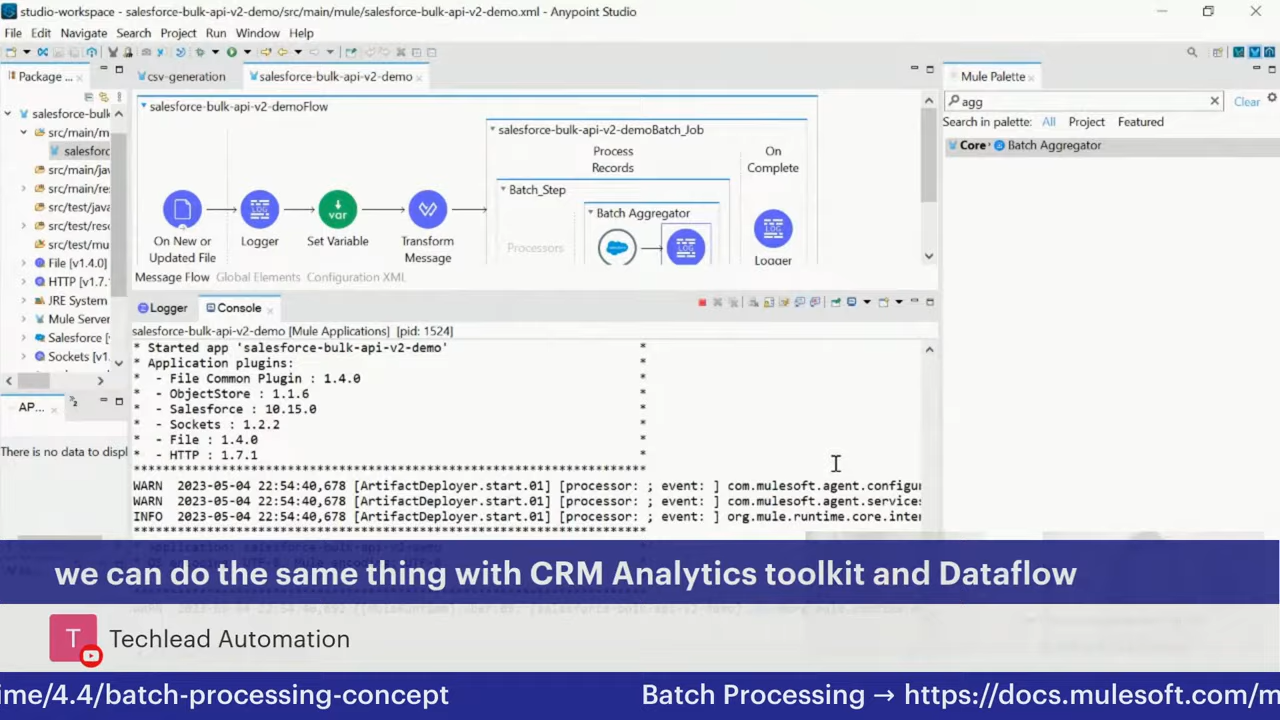 studio-workspace - salesforce-bulk-api-v2-demo/src/main/mule/salesforce-bulk-api-v2-demo.xml - Anypoint Studio
File Edit Navigate Search Project Run Window Help
Package ...
csv-generation
salesforce-bulk-api-v2-demo
Mule Palette
salesforce-bulk
src/main/m
salesforc
src/main/jav
src/main/re
src/test/java
src/test/reso
src/test/mu
File [v1.4.0]
HTTP [v1.7.
JRE System
Mule Server
Salesforce [
Sockets [v1.
salesforce-bulk-api-v2-demoFlow
salesforce-bulk-api-v2-demoBatch_Job
Process
Records
On
Complete
Batch_Step
Batch Aggregator
Processors
LOG
var
On New or
Updated File
Logger
Set Variable
Transform
Message
LOG
LOG
Logger
Message Flow Global Elements Configuration XML
agg
Clear
Search in palette: All Project Featured
Core Batch Aggregator
Logger
Console
salesforce-bulk-api-v2-demo [Mule Applications] [pid: 1524]
* Started app 'salesforce-bulk-api-v2-demo' *
* Application plugins: *
* - File Common Plugin : 1.4.0 *
* - ObjectStore : 1.1.6 *
* - Salesforce : 10.15.0 *
* - Sockets : 1.2.2 *
* - File : 1.4.0 *
* - HTTP : 1.7.1 *
WARN 2023-05-04 22:54:40,678 [ArtifactDeployer.start.01] [processor: ; event: ] com.mulesoft.agent.configu
WARN 2023-05-04 22:54:40,678 [ArtifactDeployer.start.01] [processor: ; event: ] com.mulesoft.agent.services
INFO 2023-05-04 22:54:40,678 [ArtifactDeployer.start.01] [processor: ; event: ] org.mule.runtime.core.inter
AP...
There is no data to displ
we can do the same thing with CRM Analytics toolkit and Dataflow
T
Techlead Automation
ime/4.4/batch-processing-concept
Batch Processing → https://docs.mulesoft.com/m